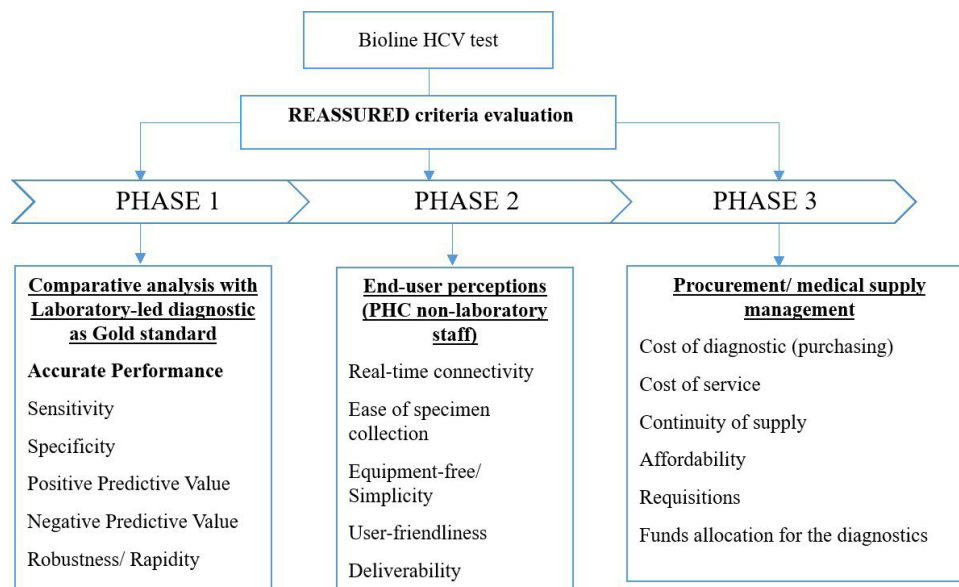 Bioline HCV test
REASSURED criteria evaluation
PHASE 1
PHASE 2
PHASE 3
Comparative analysis with
Laboratory-led diagnostic
as Gold standard
Accurate Performance
Sensitivity
Specificity
Positive Predictive Value
Negative Predictive Value
Robustness/ Rapidity
End-user perceptions
(PHC non-laboratory
staff)
Real-time connectivity
Ease of specimen
collection
Equipment-free/
Simplicity
User-friendliness
Deliverability
Procurement/ medical supply
management
Cost of diagnostic (purchasing)
Cost of service
Continuity of supply
Affordability
Requisitions
Funds allocation for the diagnostics